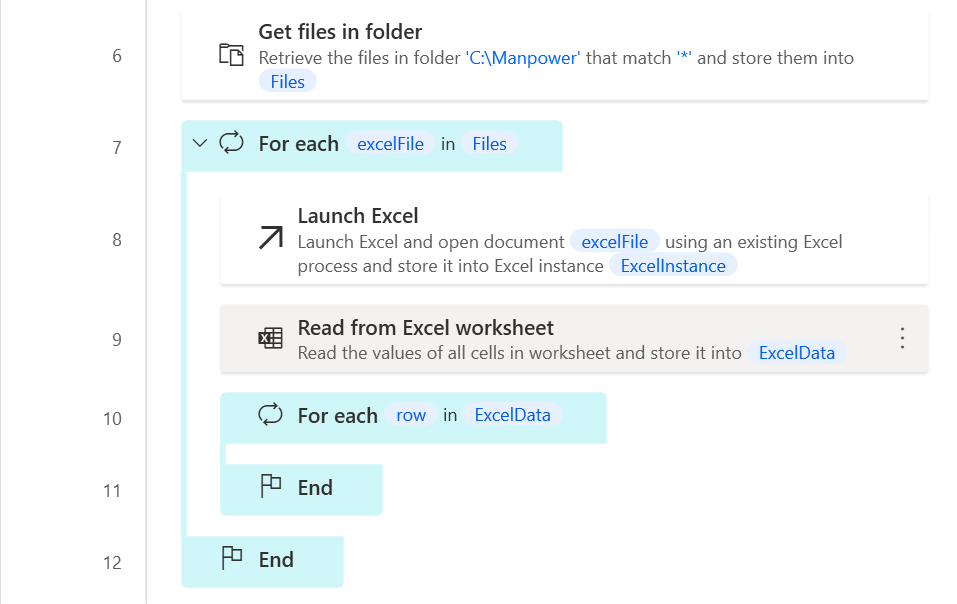 6
Get files in folder
Retrieve the files in folder 'C:\Manpower' that match '*' and store them into
Files
7
For each excelFile in Files
8
Launch Excel
Launch Excel and open document excelFile using an existing Excel
process and store it into Excel instance ExcelInstance
9
Read from Excel worksheet
Read the values of all cells in worksheet and store it into ExcelData
10
For each row in ExcelData
11
End
12
End